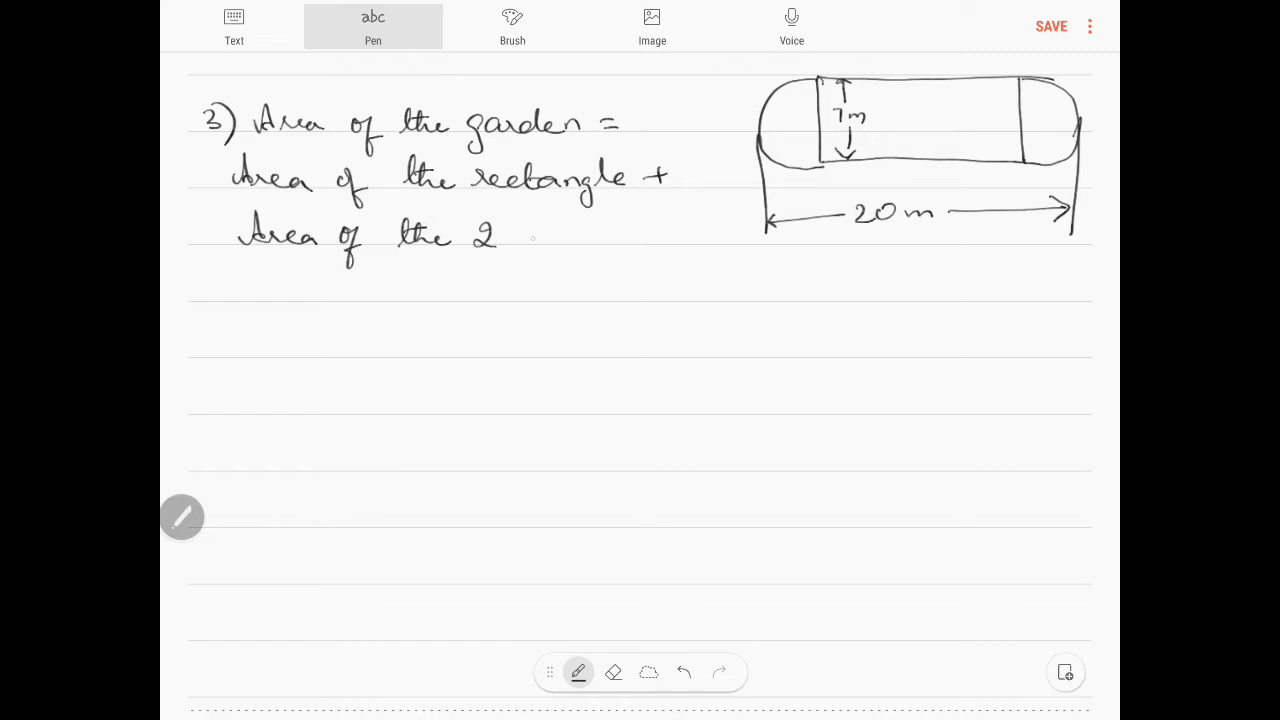 Text
abc
Pen
Brush
Image
Voice
SAVE
3) Area of the garden =
Area of the rectangle +
Area of the 2
7m
20 m